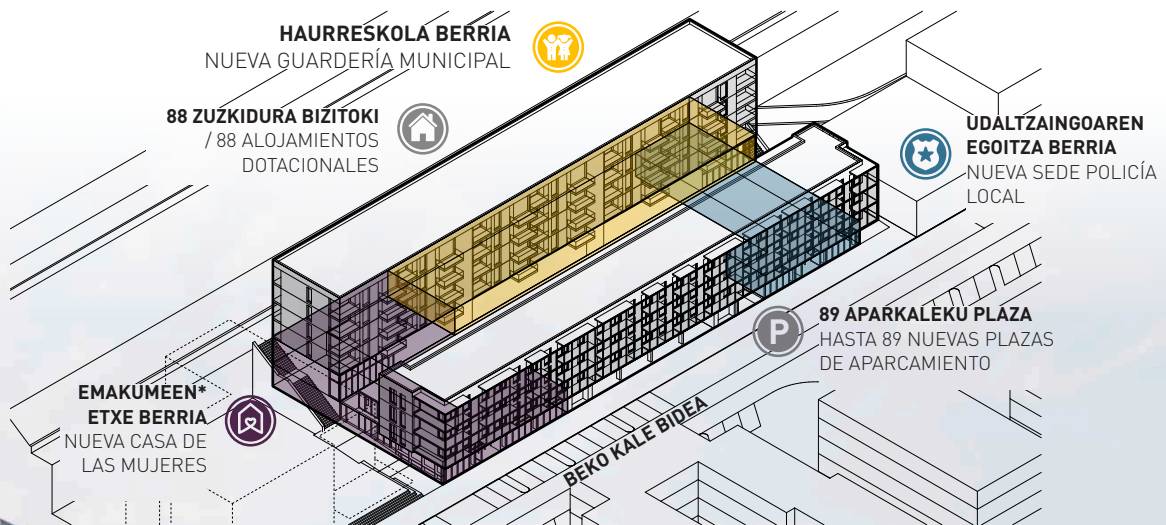 HAURRESKOLA BERRIA
NUEVA GUARDERÍA MUNICIPAL
88 ZUZKIDURA BIZITOKI
/ 88 ALOJAMIENTOS
DOTACIONALES
UDALTZAINGOAREN
EGOITZA BERRIA
NUEVA SEDE POLICÍA
LOCAL
P
89 APARKALEKU PLAZA
HASTA 89 NUEVAS PLAZAS
DE APARCAMIENTO
EMAKUMEEN*
ETXE BERRIA
NUEVA CASA DE
LAS MUJERES
BEKO KALE BIDEA